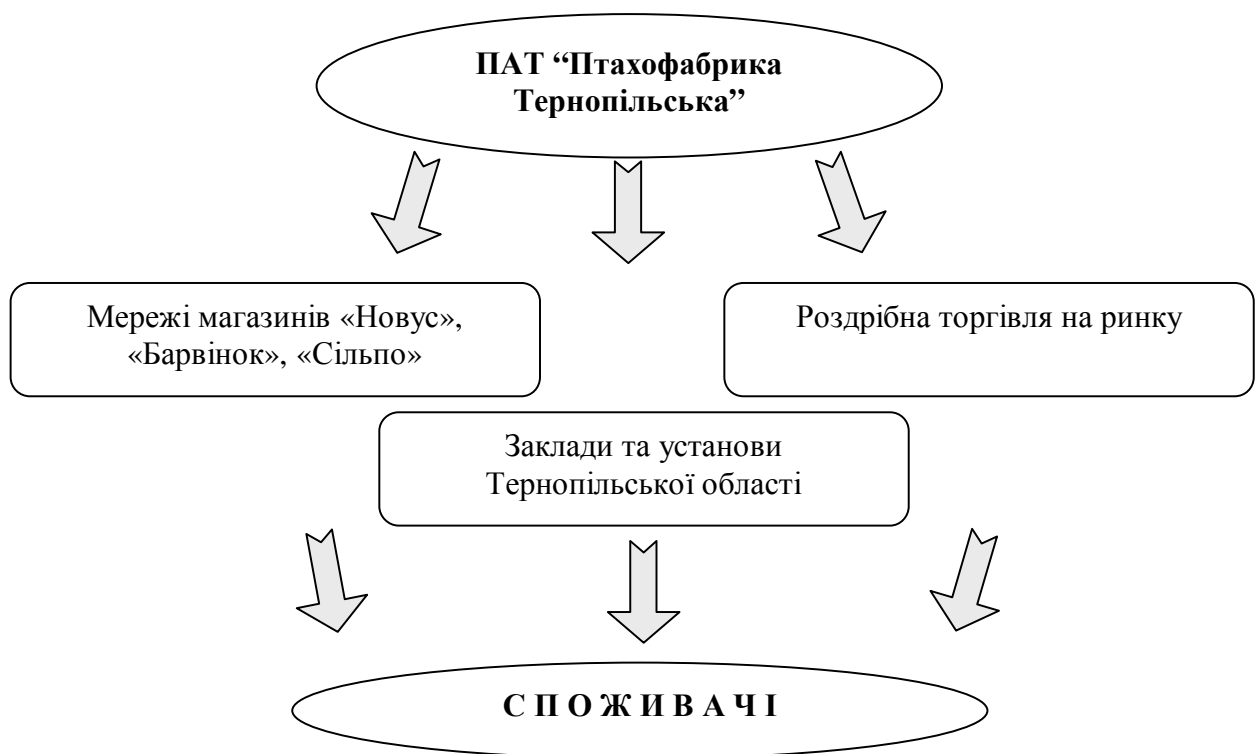 ПАТ “Птахофабрика
Тернопільська”
Мережі магазинів «Новус»,
«Барвінок», «Сільпо»
Роздрібна торгівля на ринку
Заклади та установи
Тернопільської області
С П О Ж И В А Ч І